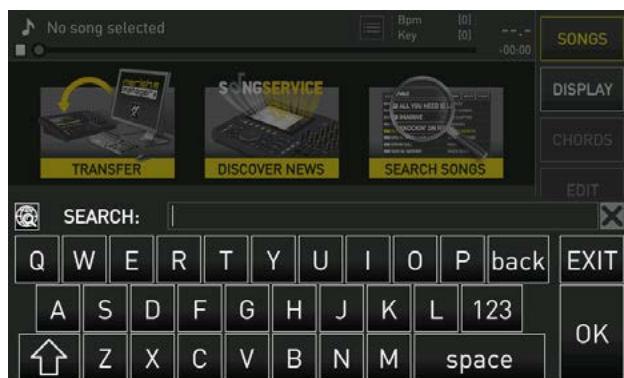 No song selected
Bpm [0]
Key [0]
--.-
-00:00
SONGS
DISPLAY
CHORDS
EDIT
SONGSERVICE
TRANSFER
DISCOVER NEWS
SEARCH SONGS
SEARCH:
Q W E R T Y U I O P back EXIT
A S D F G H J K L 123
Z X C V B N M space OK